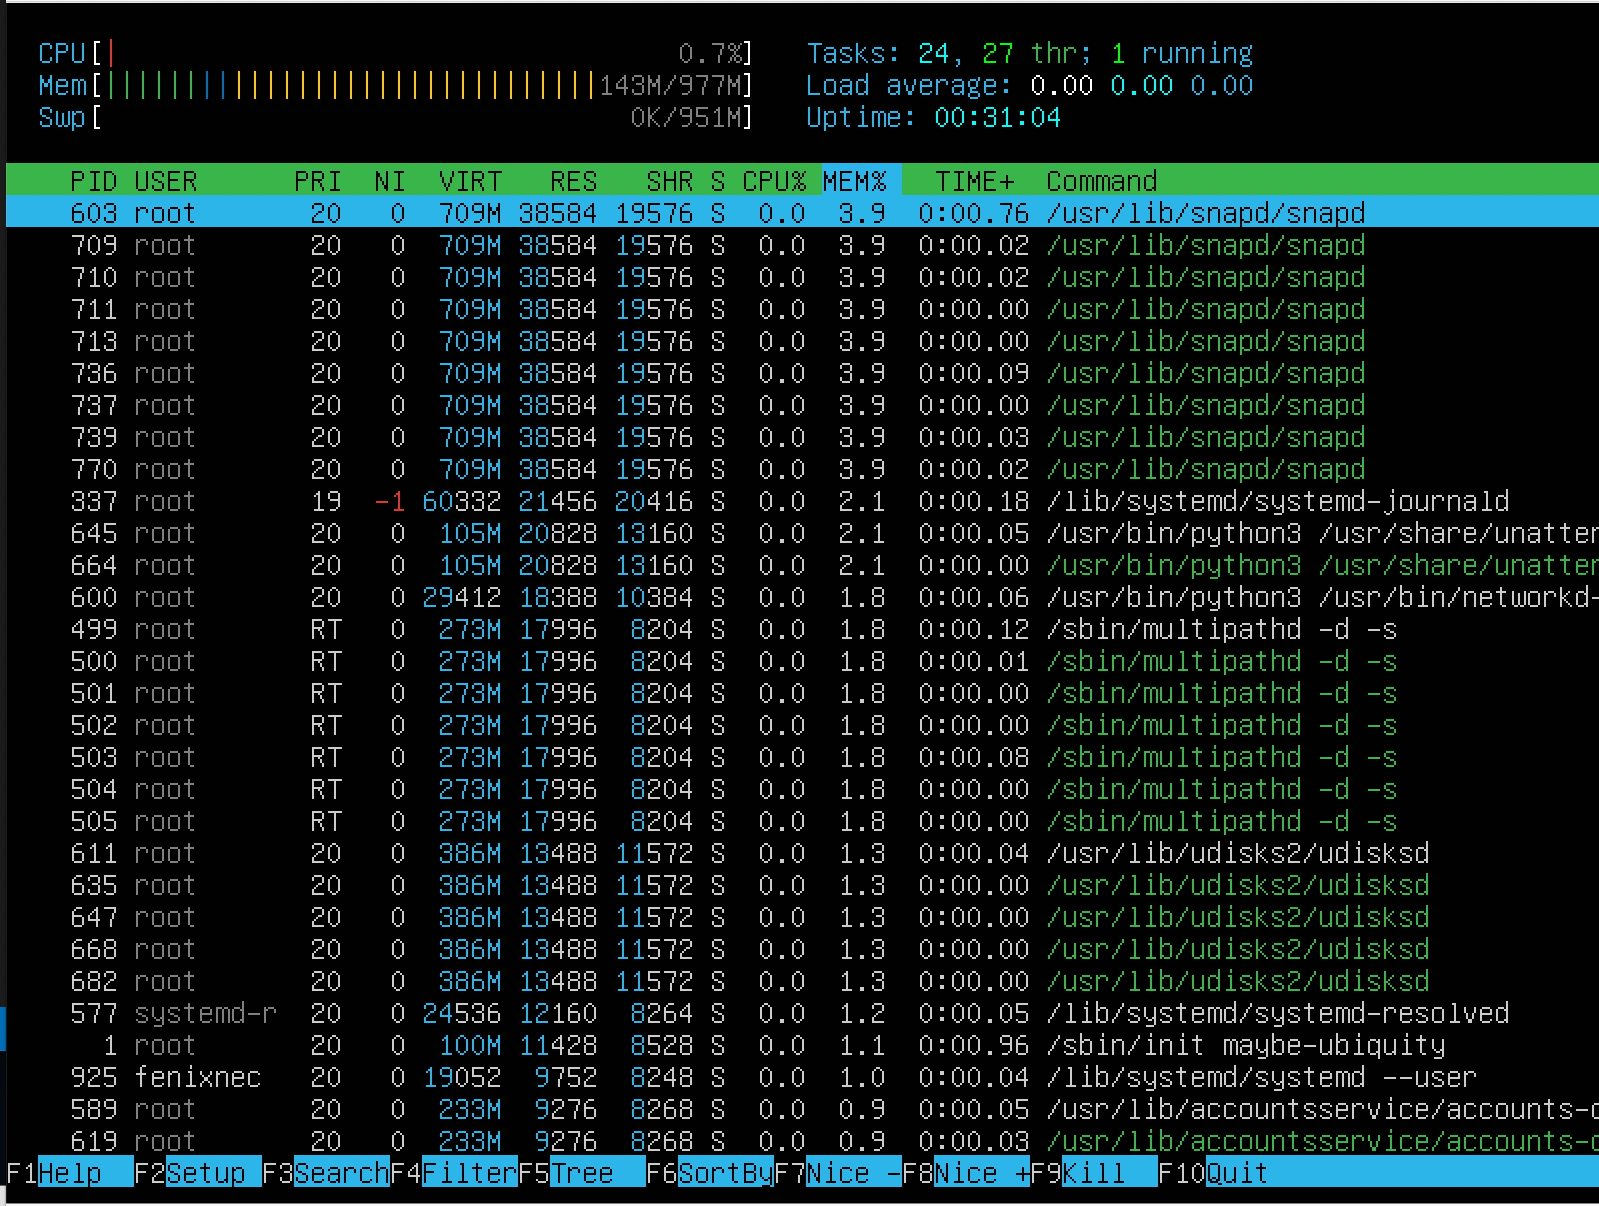 CPU[| 0.7%] Tasks: 24, 27 thr; 1 running
Mem[|||||||||||||||||||||||||||||||143M/977M] Load average: 0.00 0.00 0.00
Swp[ 0K/951M] Uptime: 00:31:04
PID USER PRI NI VIRT RES SHR S CPU% MEM% TIME+ Command
603 root 20 0 709M 38584 19576 S 0.0 3.9 0:00.76 /usr/lib/snapd/snapd
709 root 20 0 709M 38584 19576 S 0.0 3.9 0:00.02 /usr/lib/snapd/snapd
710 root 20 0 709M 38584 19576 S 0.0 3.9 0:00.02 /usr/lib/snapd/snapd
711 root 20 0 709M 38584 19576 S 0.0 3.9 0:00.00 /usr/lib/snapd/snapd
713 root 20 0 709M 38584 19576 S 0.0 3.9 0:00.00 /usr/lib/snapd/snapd
736 root 20 0 709M 38584 19576 S 0.0 3.9 0:00.09 /usr/lib/snapd/snapd
737 root 20 0 709M 38584 19576 S 0.0 3.9 0:00.00 /usr/lib/snapd/snapd
739 root 20 0 709M 38584 19576 S 0.0 3.9 0:00.03 /usr/lib/snapd/snapd
770 root 20 0 709M 38584 19576 S 0.0 3.9 0:00.02 /usr/lib/snapd/snapd
337 root 19 -1 60332 21456 20416 S 0.0 2.1 0:00.18 /lib/systemd/systemd-journald
645 root 20 0 105M 20828 13160 S 0.0 2.1 0:00.05 /usr/bin/python3 /usr/share/unatter
664 root 20 0 105M 20828 13160 S 0.0 2.1 0:00.00 /usr/bin/python3 /usr/share/unatter
600 root 20 0 29412 18388 10384 S 0.0 1.8 0:00.06 /usr/bin/python3 /usr/bin/networkd-
499 root RT 0 273M 17996 8204 S 0.0 1.8 0:00.12 /sbin/multipathd -d -s
500 root RT 0 273M 17996 8204 S 0.0 1.8 0:00.01 /sbin/multipathd -d -s
501 root RT 0 273M 17996 8204 S 0.0 1.8 0:00.00 /sbin/multipathd -d -s
502 root RT 0 273M 17996 8204 S 0.0 1.8 0:00.00 /sbin/multipathd -d -s
503 root RT 0 273M 17996 8204 S 0.0 1.8 0:00.08 /sbin/multipathd -d -s
504 root RT 0 273M 17996 8204 S 0.0 1.8 0:00.00 /sbin/multipathd -d -s
505 root RT 0 273M 17996 8204 S 0.0 1.8 0:00.00 /sbin/multipathd -d -s
611 root 20 0 386M 13488 11572 S 0.0 1.3 0:00.04 /usr/lib/udisks2/udisksd
635 root 20 0 386M 13488 11572 S 0.0 1.3 0:00.00 /usr/lib/udisks2/udisksd
647 root 20 0 386M 13488 11572 S 0.0 1.3 0:00.00 /usr/lib/udisks2/udisksd
668 root 20 0 386M 13488 11572 S 0.0 1.3 0:00.00 /usr/lib/udisks2/udisksd
682 root 20 0 386M 13488 11572 S 0.0 1.3 0:00.00 /usr/lib/udisks2/udisksd
577 systemd-r 20 0 24536 12160 8264 S 0.0 1.2 0:00.05 /lib/systemd/systemd-resolved
1 root 20 0 100M 11428 8528 S 0.0 1.1 0:00.96 /sbin/init maybe-ubiquity
925 fenixnec 20 0 19052 9752 8248 S 0.0 1.0 0:00.04 /lib/systemd/systemd --user
589 root 20 0 233M 9276 8268 S 0.0 0.9 0:00.05 /usr/lib/accountsservice/accounts-
619 root 20 0 233M 9276 8268 S 0.0 0.9 0:00.03 /usr/lib/accountsservice/accounts-
F1Help F2Setup F3SearchF4FilterF5Tree F6SortByF7Nice -F8Nice +F9Kill F10Quit